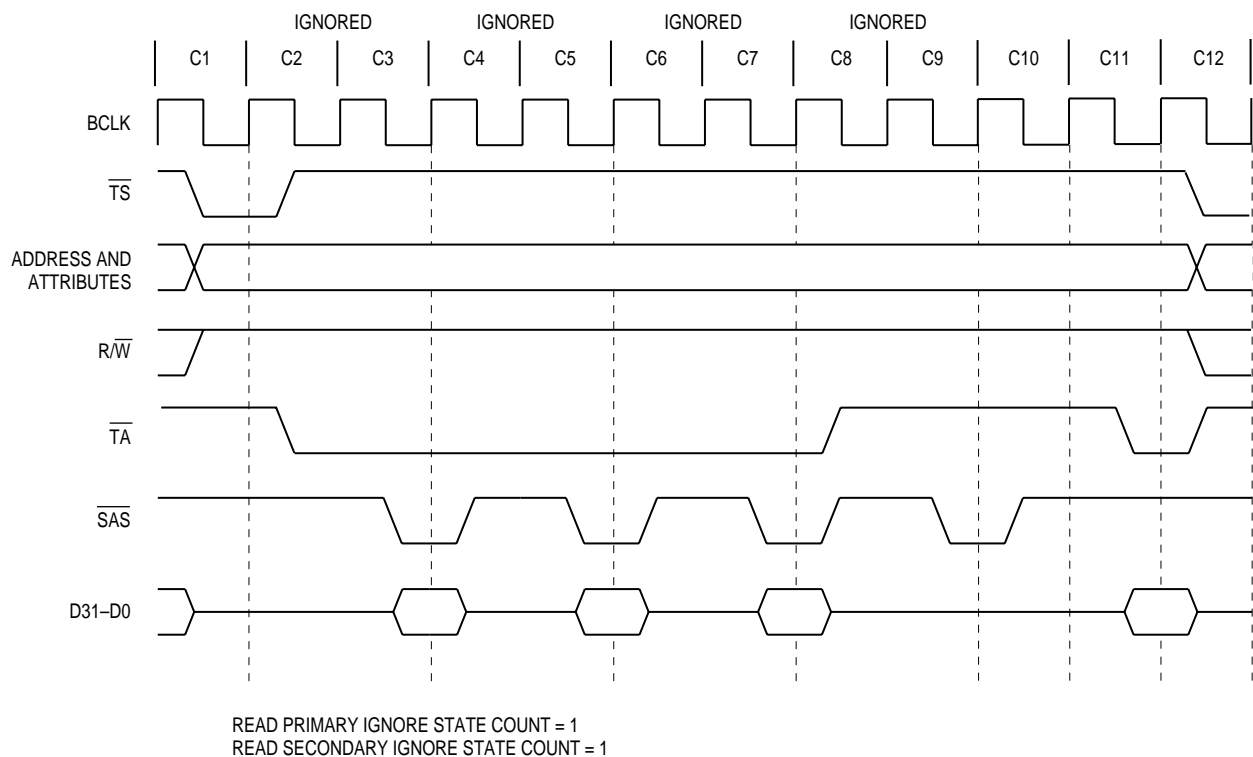 IGNORED IGNORED IGNORED IGNORED
C1 C2 C3 C4 C5 C6 C7 C8 C9 C10 C11 C12
BCLK
TS
ADDRESS AND
ATTRIBUTES
R/W
TA
SAS
D31–D0
READ PRIMARY IGNORE STATE COUNT = 1
READ SECONDARY IGNORE STATE COUNT = 1